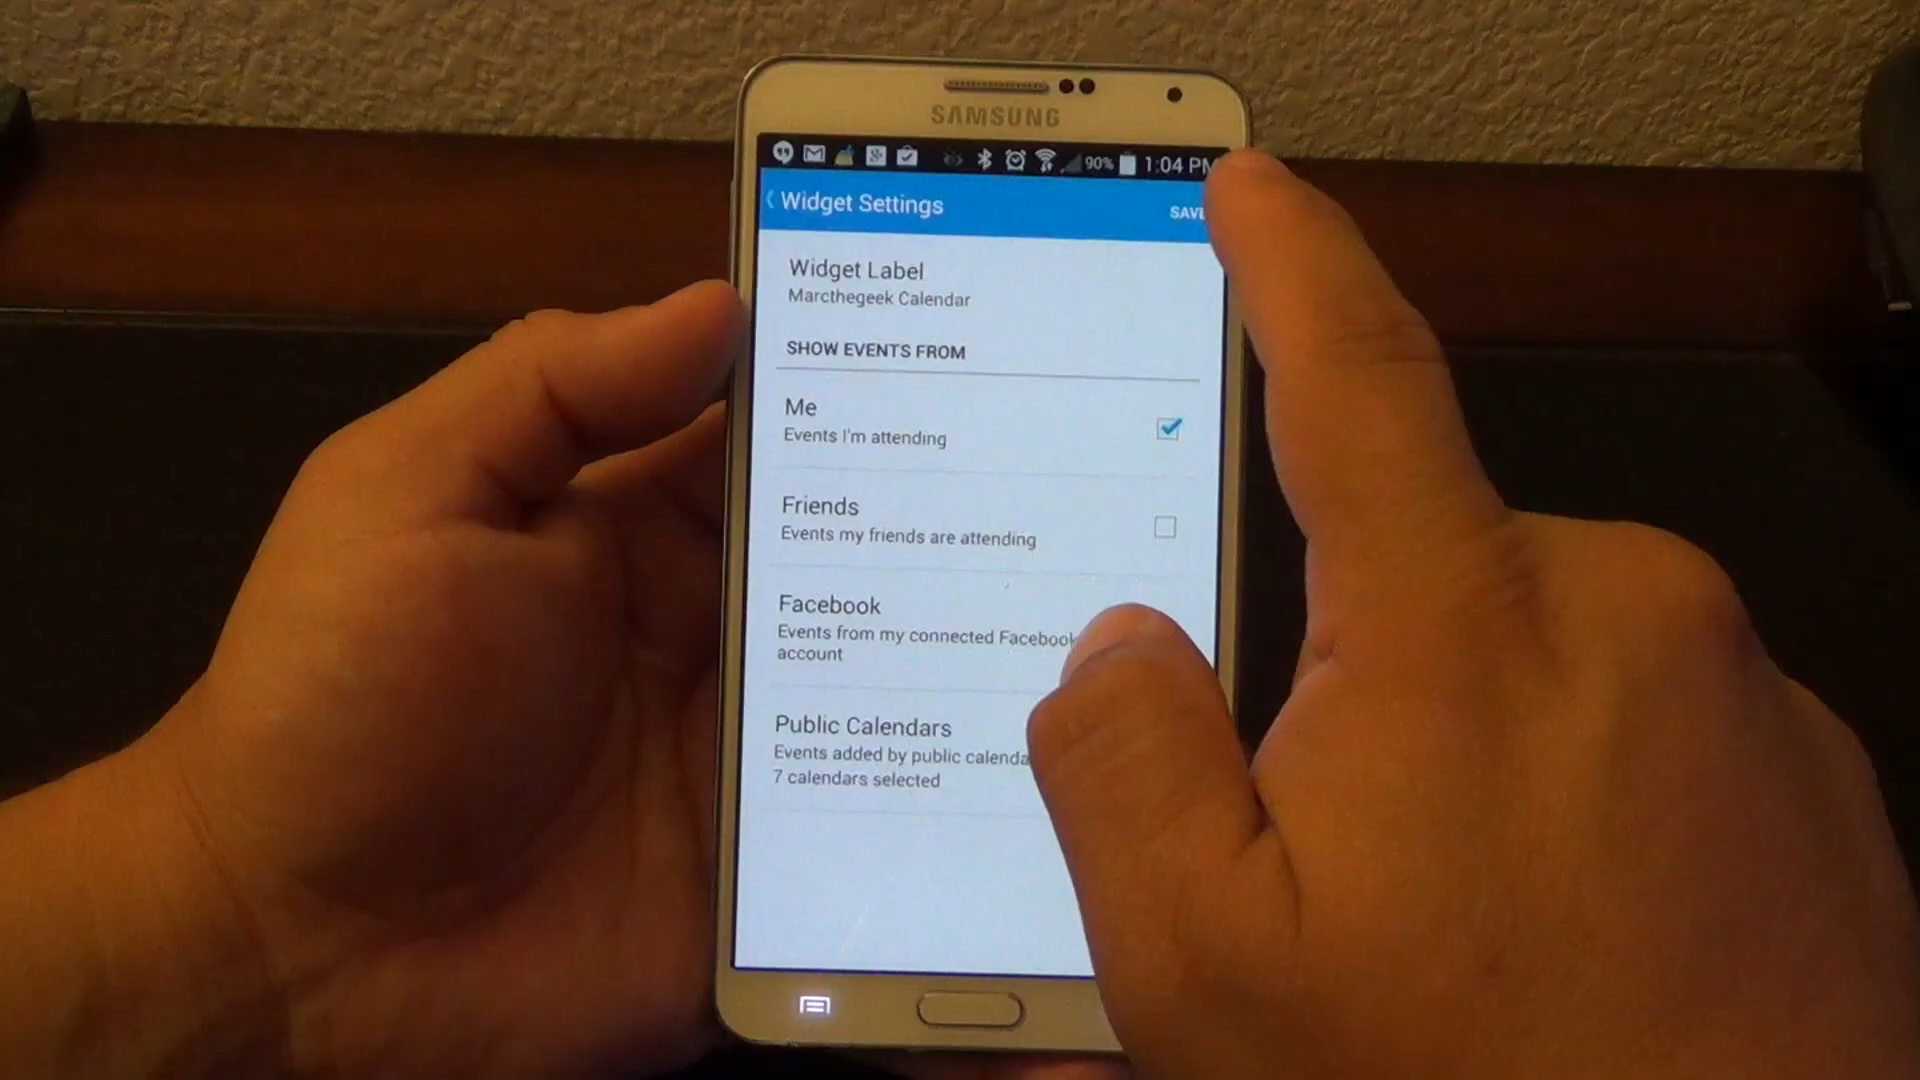 SAMSUNG
90% 1:04 PM
Widget Settings
SAVE
Widget Label
Marcthegeek Calendar
SHOW EVENTS FROM
Me
Events I'm attending
Friends
Events my friends are attending
Facebook
Events from my connected Facebook
account
Public Calendars
Events added by public
7 calendars selected